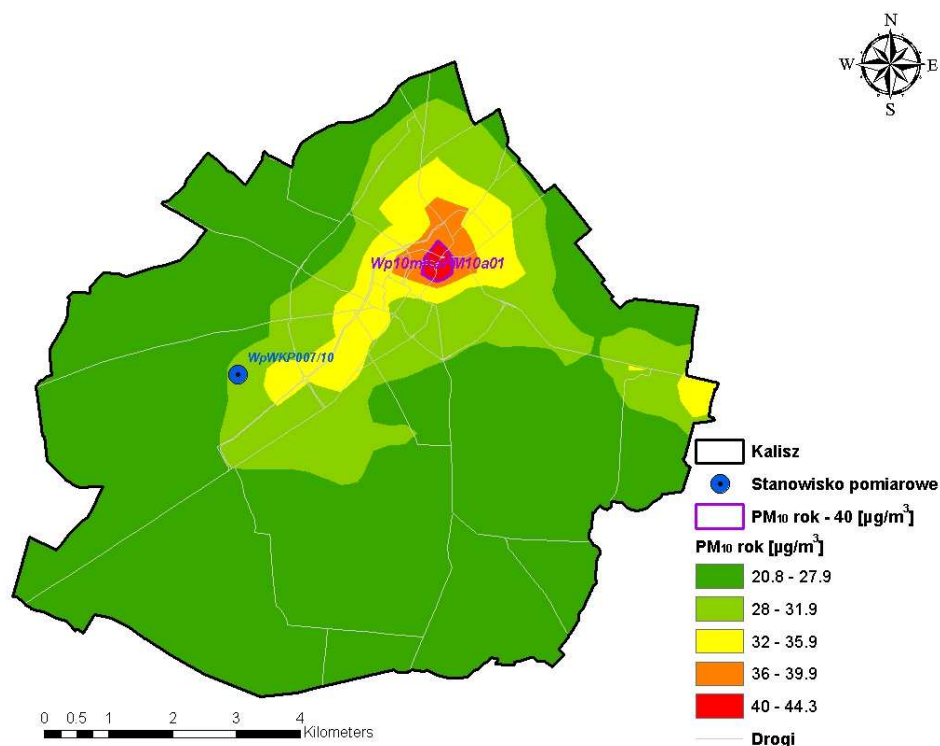 N
W E
S
WpWKP007/10
Kalisz
Stanowisko pomiarowe
PM10 rok - 40 [µg/m³]
PM10 rok [µg/m³]
20.8 - 27.9
28 - 31.9
32 - 35.9
36 - 39.9
40 - 44.3
Drogi
0 0.5 1 2 3 4
Kilometers